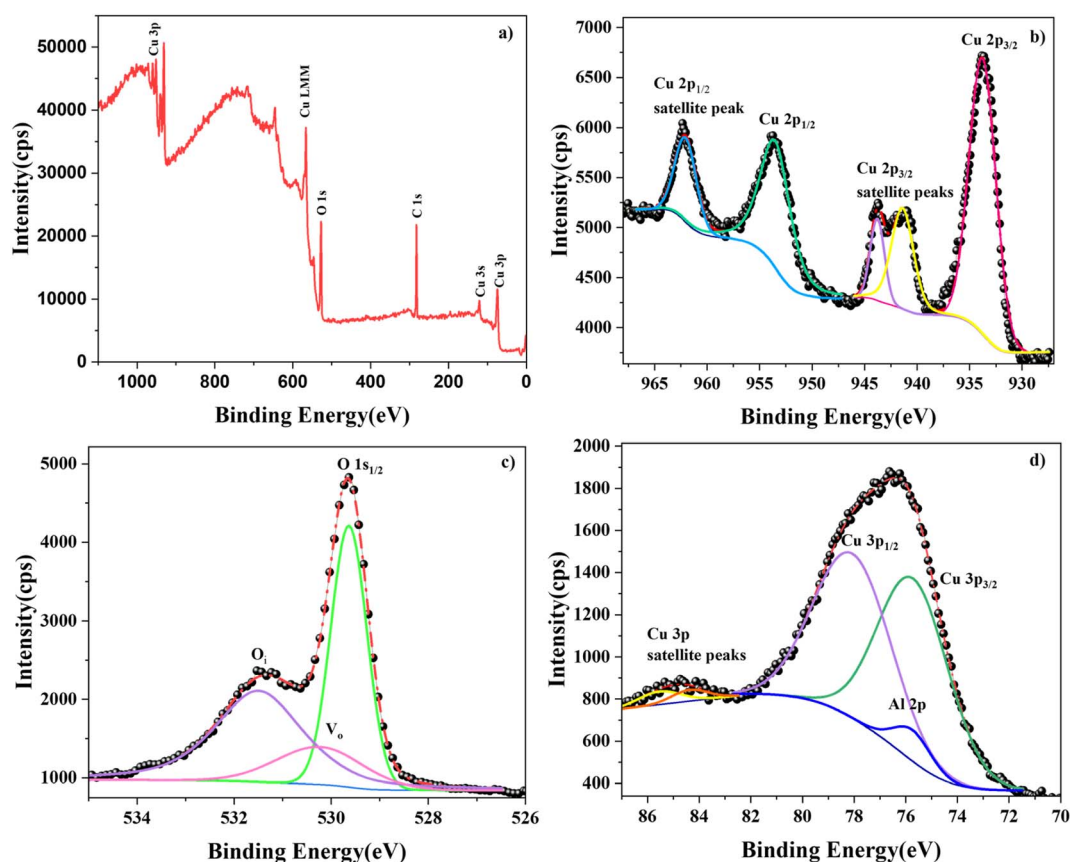 a)
50000
40000
30000
20000
10000
0
Intensity(cps)
Cu 3p
Cu LMM
O 1s
C 1s
Cu 3s
Cu 3p
1000 800 600 400 200 0
Binding Energy(eV)
b)
7000
6500
6000
5500
5000
4500
4000
Intensity(cps)
Cu 2p3/2
Cu 2p1/2
satellite peak
Cu 2p1/2
Cu 2p3/2
satellite peaks
965 960 955 950 945 940 935 930
Binding Energy(eV)
c)
5000
4000
3000
2000
1000
Intensity(cps)
O 1s1/2
Oi
Vo
534 532 530 528 526
Binding Energy(eV)
d)
2000
1800
1600
1400
1200
1000
800
600
400
Intensity(cps)
Cu 3p1/2
Cu 3p3/2
Cu 3p
satellite peaks
Al 2p
86 84 82 80 78 76 74 72 70
Binding Energy(eV)